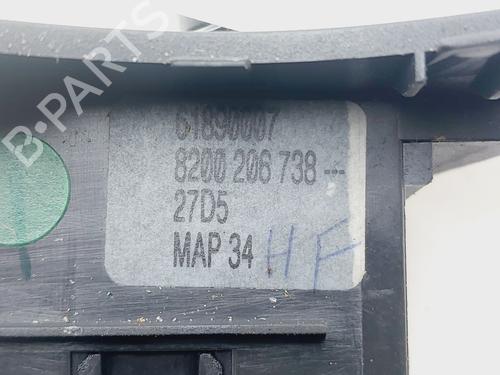 B-PARTS
61890007
8200 206 738---
27D5
MAP 34 HF